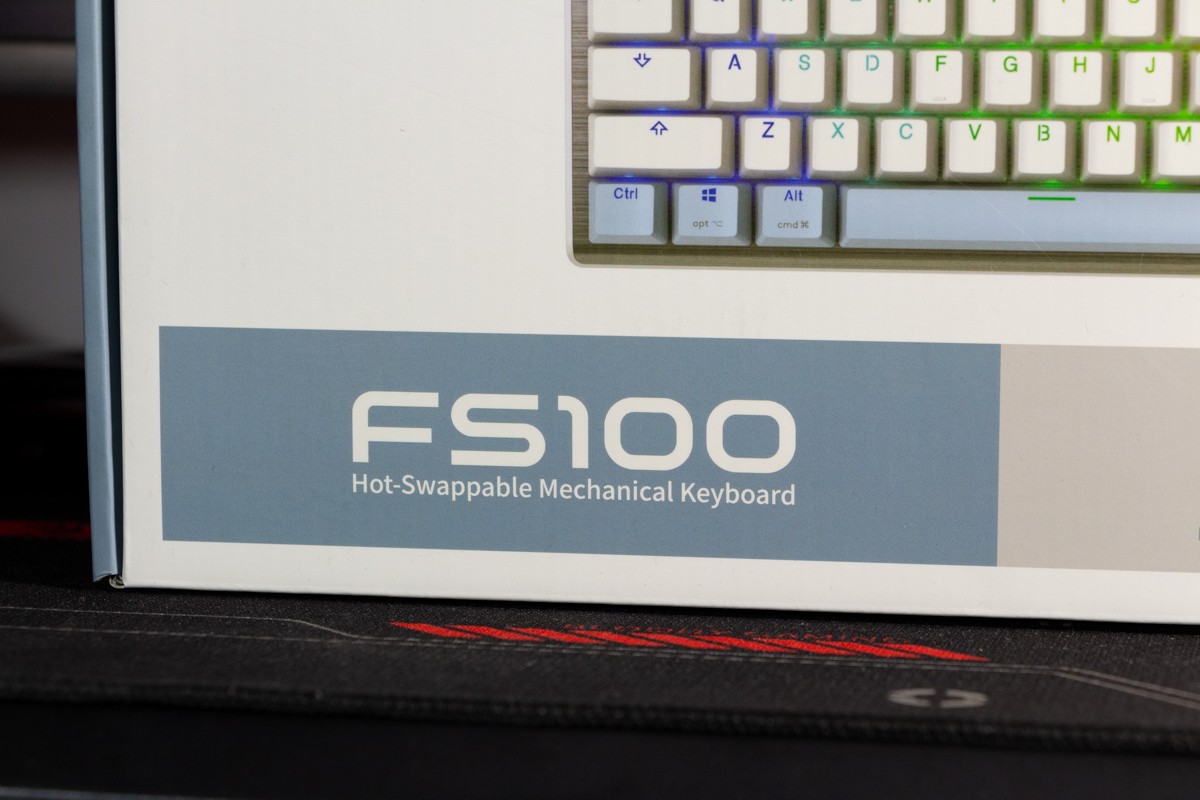 A S D F G H J
Z X C V B N M
Ctrl Alt
opt ⌥ cmd ⌘
FS100
Hot-Swappable Mechanical Keyboard